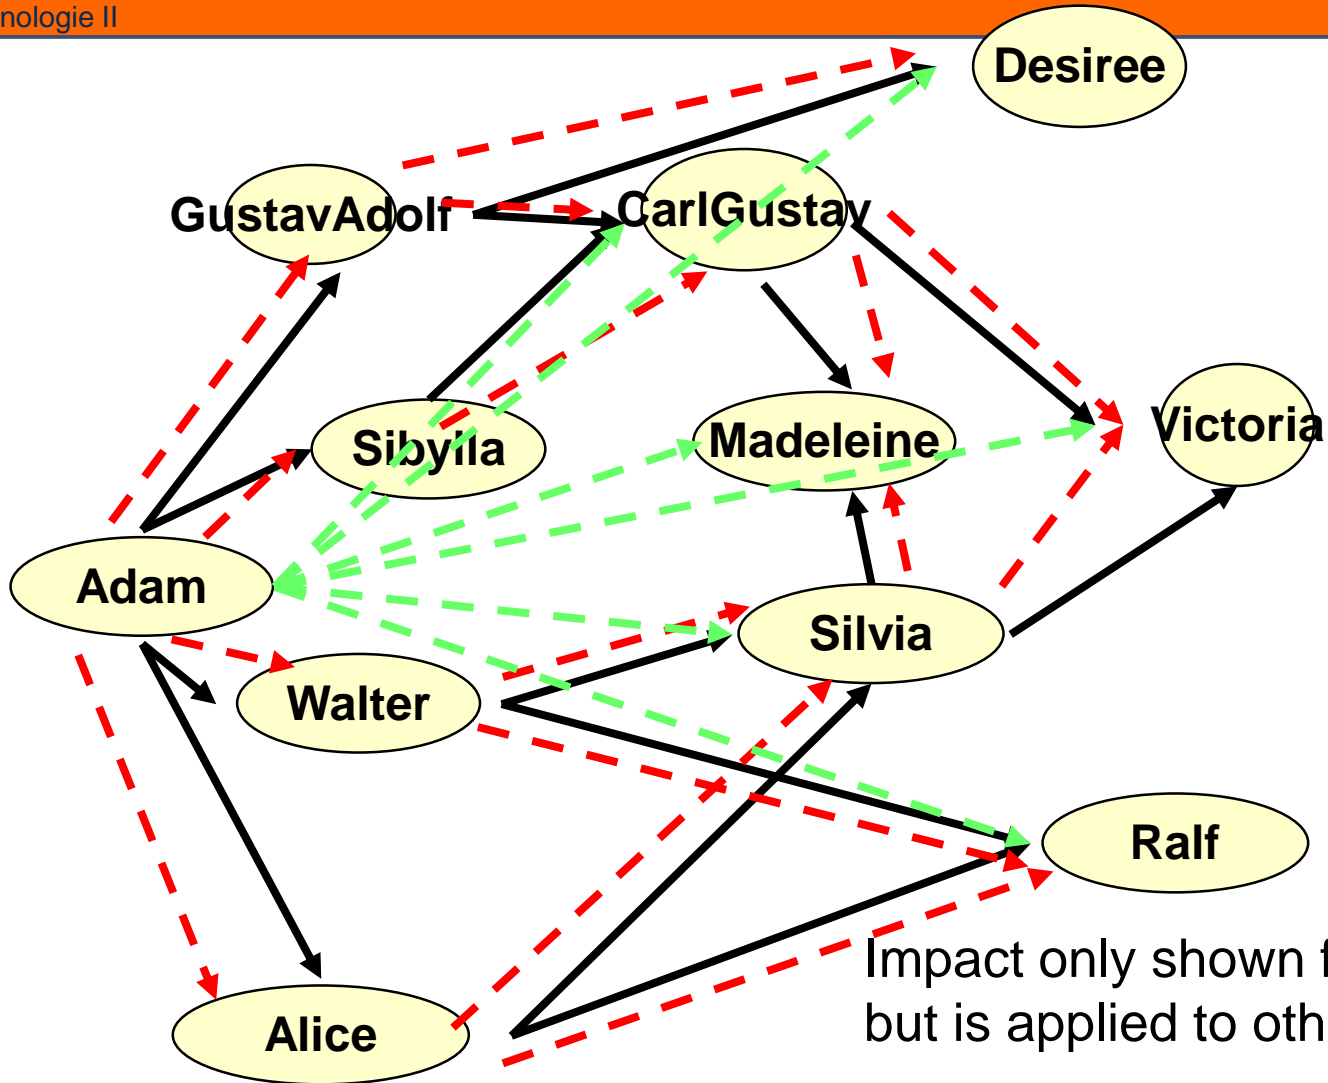 nologie II
Desiree
GustavAdolf
CarlGustav
Sibylla
Madeleine
Victoria
Adam
Silvia
Walter
Ralf
Impact only shown f
but is applied to oth
Alice